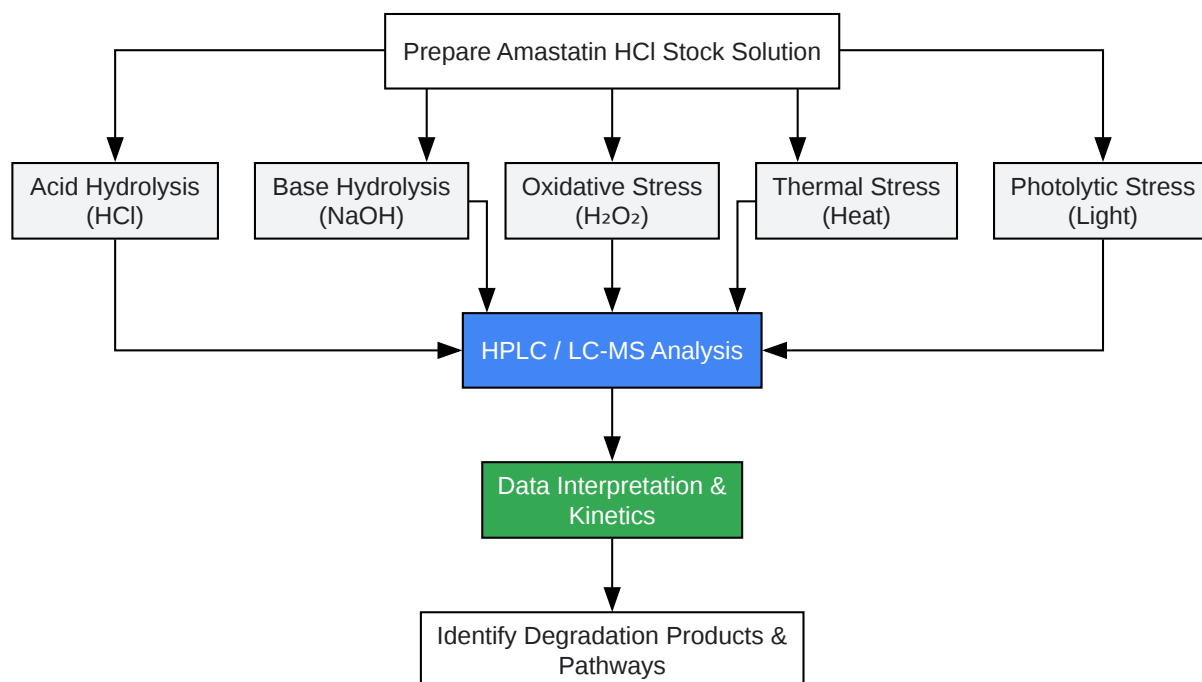 Prepare Amastatin HCl Stock Solution
Acid Hydrolysis
(HCl)
Base Hydrolysis
(NaOH)
Oxidative Stress
(H₂O₂)
Thermal Stress
(Heat)
Photolytic Stress
(Light)
HPLC / LC-MS Analysis
Data Interpretation &
Kinetics
Identify Degradation Products &
Pathways